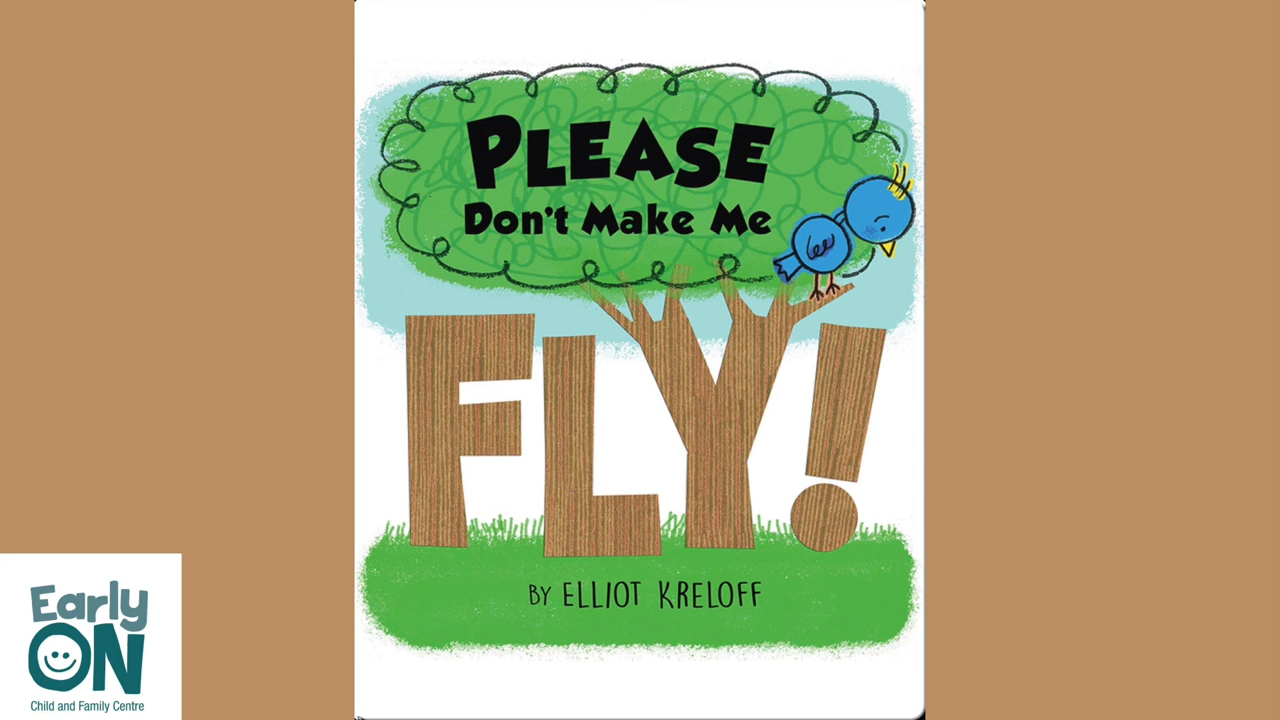 PLEASE
Don't Make Me
FLY!
BY ELLIOT KRELOFF
Early
ON
Child and Family Centre